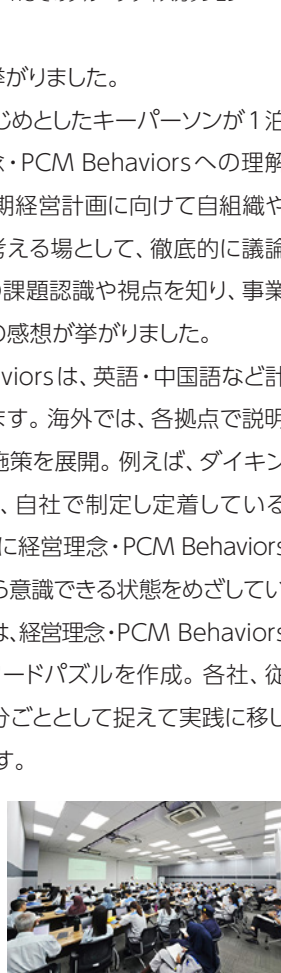 挙がりました。
じめとしたキーパーソンが1泊
念・PCM Behaviorsへの理解
期経営計画に向けて自組織や
考える場として、徹底的に議論
の課題認識や視点を知り、事業
の感想が挙がりました。
aviorsは、英語・中国語など計
ます。海外では、各拠点で説明
施策を展開。例えば、ダイキン
、自社で制定し定着している
に経営理念・PCM Behaviors
ら意識できる状態をめざしてい
は、経営理念・PCM Behaviors
ードパズルを作成。各社、従
分ごととして捉えて実践に移し
す。